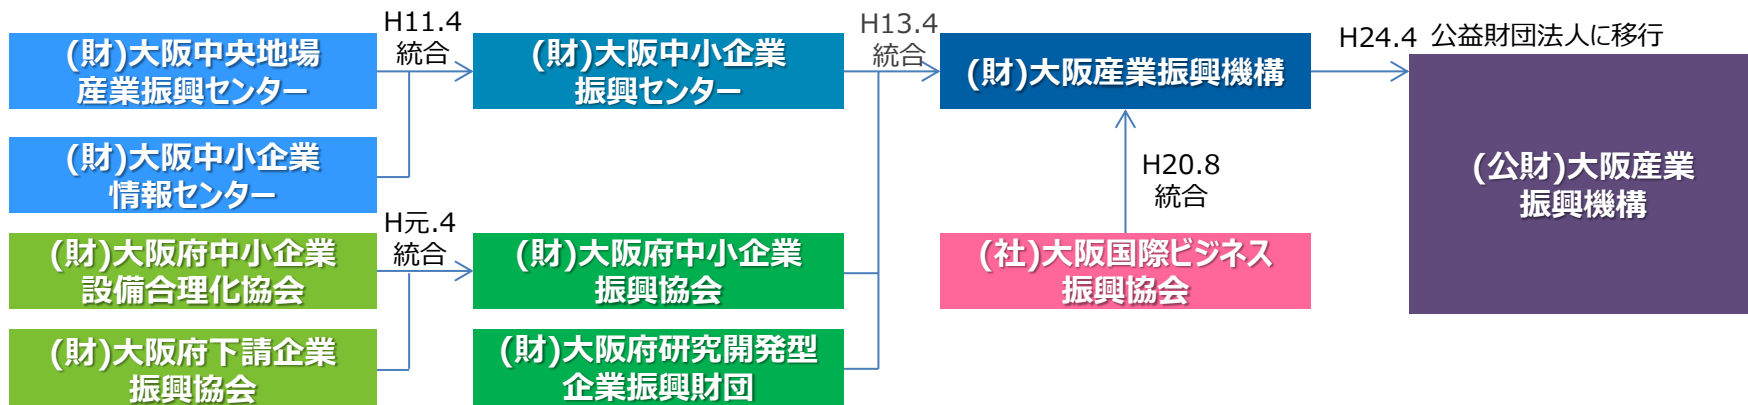 (財)大阪中央地場
産業振興センター
H11.4
統合
(財)大阪中小企業
振興センター
H13.4
統合
(財)大阪産業振興機構
H24.4 公益財団法人に移行
(財)大阪中小企業
情報センター
H20.8
統合
(公財)大阪産業
振興機構
(財)大阪府中小企業
設備合理化協会
H元.4
統合
(財)大阪府中小企業
振興協会
(社)大阪国際ビジネス
振興協会
(財)大阪府下請企業
振興協会
(財)大阪府研究開発型
企業振興財団